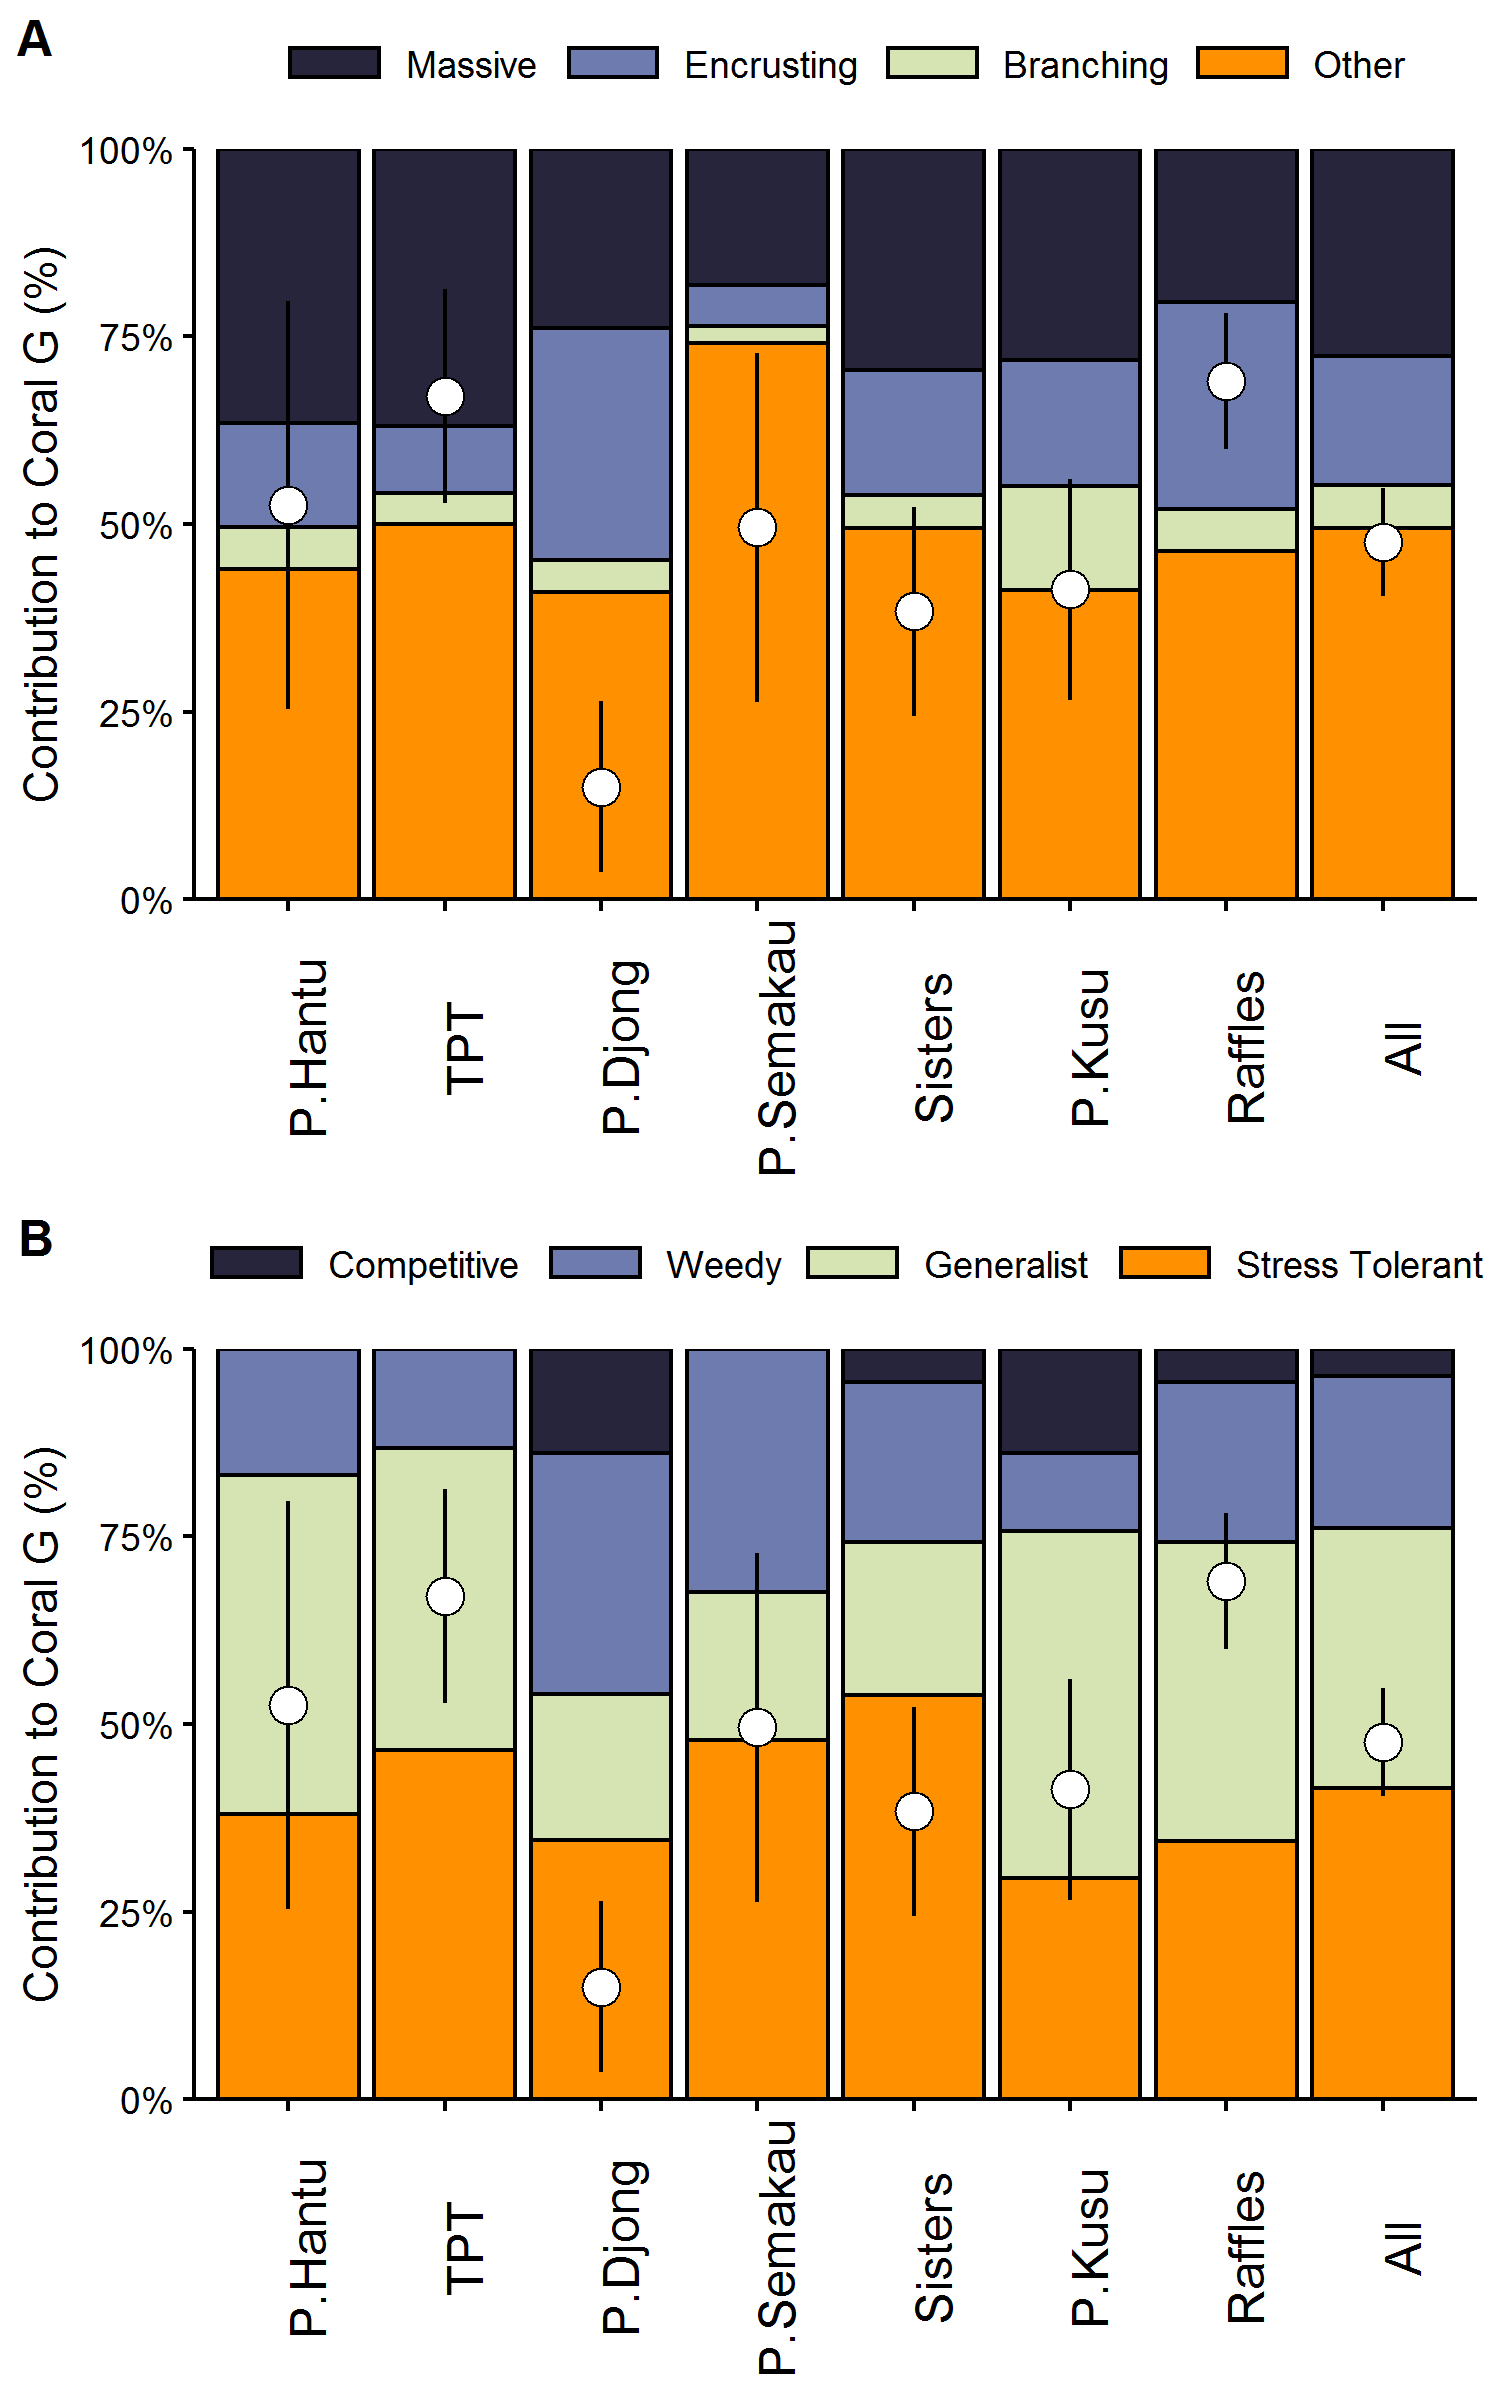 A
Massive Encrusting Branching Other
Contribution to Coral G (%)
100%
75%
50%
25%
0%
P.Hantu TPT P.Djong P.Semakau Sisters P.Kusu Raffles All
B
Competitive Weedy Generalist Stress Tolerant
Contribution to Coral G (%)
100%
75%
50%
25%
0%
P.Hantu TPT P.Djong P.Semakau Sisters P.Kusu Raffles All